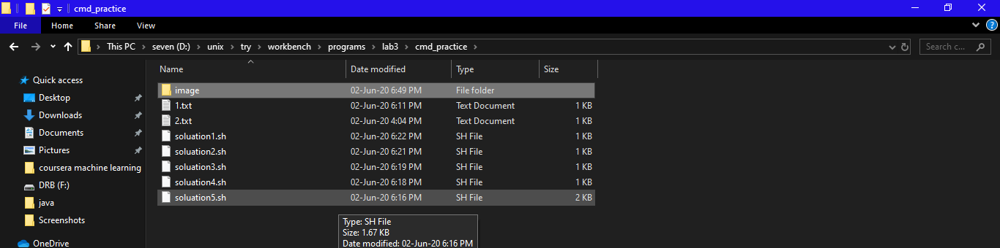 cmd_practice
File Home Share View
This PC > seven (D:) > unix > try > workbench > programs > lab3 > cmd_practice >
Search c...
Name Date modified Type Size
Quick access
Desktop
Downloads
Documents
Pictures
coursera machine learning
DRB (F:)
java
Screenshots
OneDrive
image 02-Jun-20 6:49 PM File folder
1.txt 02-Jun-20 6:11 PM Text Document 1 KB
2.txt 02-Jun-20 4:04 PM Text Document 1 KB
soluation1.sh 02-Jun-20 6:22 PM SH File 1 KB
soluation2.sh 02-Jun-20 6:21 PM SH File 1 KB
soluation3.sh 02-Jun-20 6:19 PM SH File 1 KB
soluation4.sh 02-Jun-20 6:18 PM SH File 1 KB
soluation5.sh 02-Jun-20 6:16 PM SH File 2 KB
Type: SH File
Size: 1.67 KB
Date modified: 02-Jun-20 6:16 PM